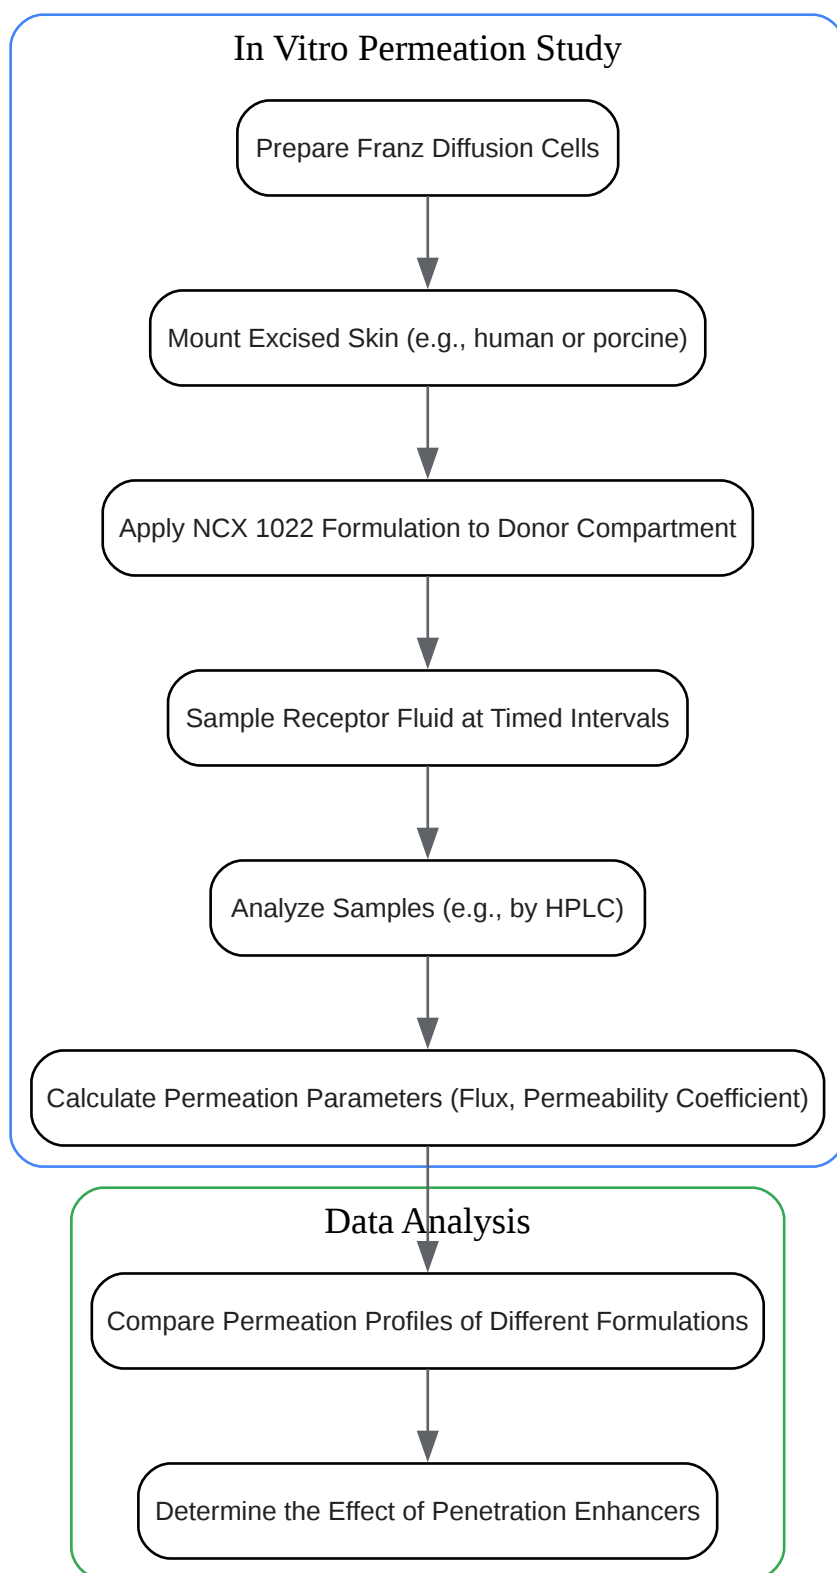 In Vitro Permeation Study
Prepare Franz Diffusion Cells
Mount Excised Skin (e.g., human or porcine)
Apply NCX 1022 Formulation to Donor Compartment
Sample Receptor Fluid at Timed Intervals
Analyze Samples (e.g., by HPLC)
Calculate Permeation Parameters (Flux, Permeability Coefficient)
Data Analysis
Compare Permeation Profiles of Different Formulations
Determine the Effect of Penetration Enhancers